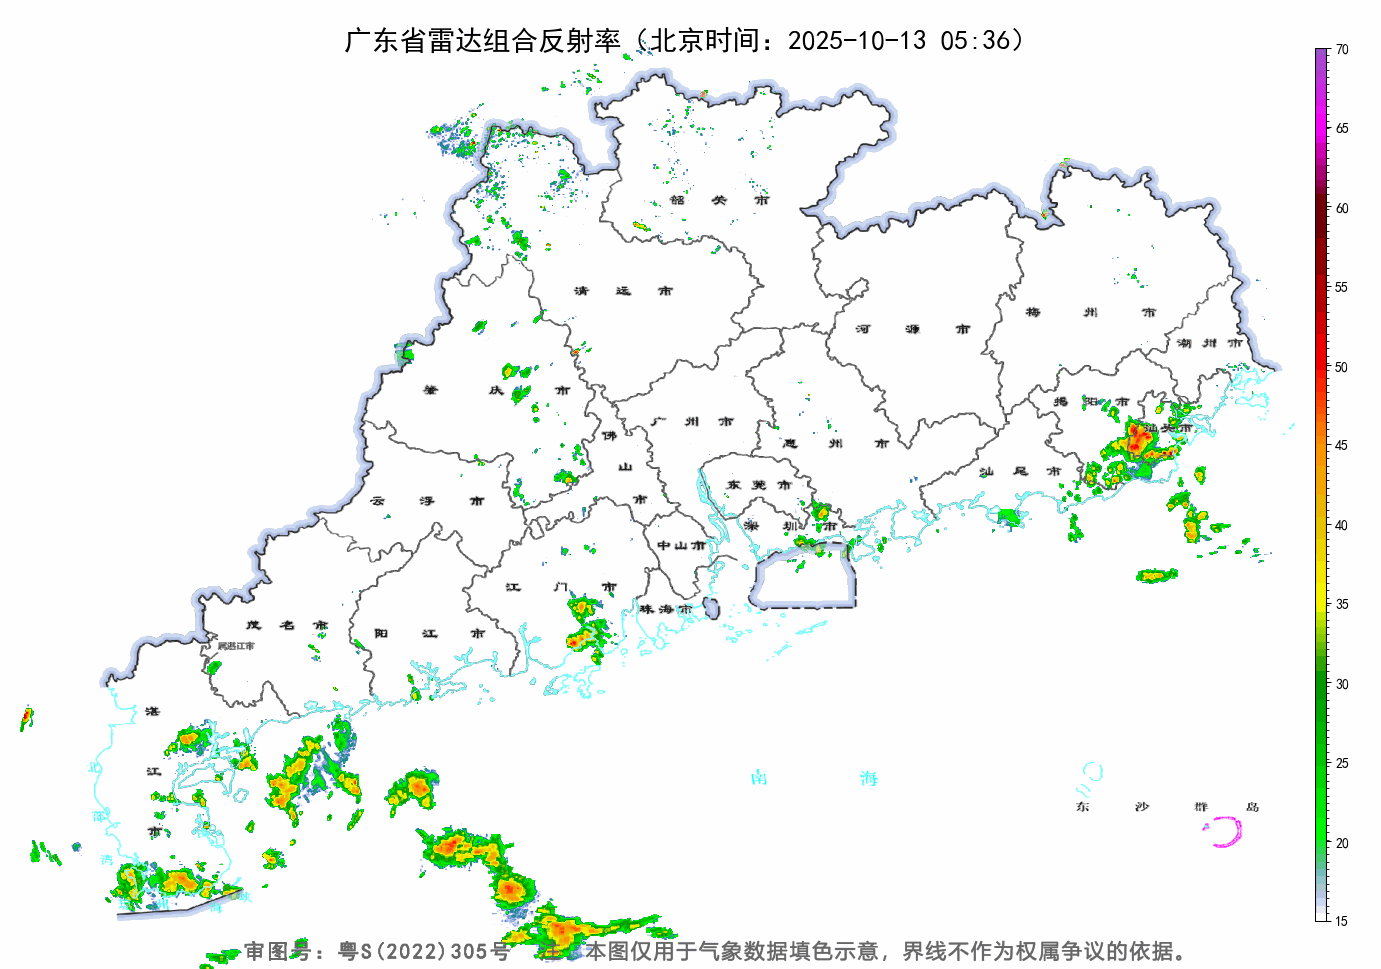 广东省雷达组合反射率（北京时间：2025-10-13 05:36）
70
65
60
55
50
45
40
35
30
25
20
15
韶关市
清远市
河源市
梅州市
潮州市
肇庆市
揭阳市
汕头市
广州市
佛山市
惠州市
汕尾市
云浮市
东莞市
深圳市
中山市
江门市
珠海市
茂名市
阳江市
属湛江市
湛江市
北部湾
南海
东沙群岛
审图号：粤S(2022)305号 本图仅用于气象数据填色示意，界线不作为权属争议的依据。